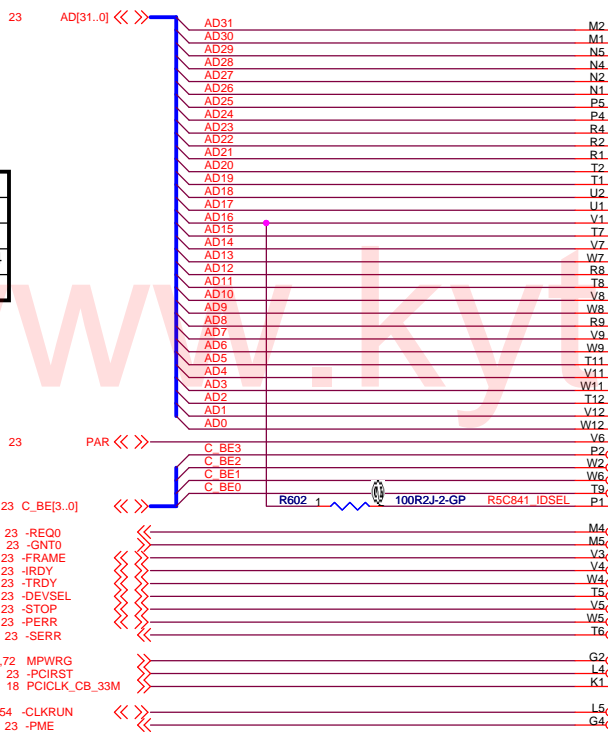 23 AD[31..0]
AD31 M2
AD30 M1
AD29 N5
AD28 N4
AD27 N2
AD26 N1
AD25 P5
AD24 P4
AD23 R4
AD22 R2
AD21 R1
AD20 T2
AD19 T1
AD18 U2
AD17 U1
AD16 V1
AD15 T7
AD14 V7
AD13 W7
AD12 R8
AD11 T8
AD10 V8
AD9 W8
AD8 R9
AD7 V9
AD6 W9
AD5 T11
AD4 V11
AD3 W11
AD2 T12
AD1 V12
AD0 W12
23 PAR V6
C_BE3 P2
C_BE2 W2
C_BE1 W6
C_BE0 T9
23 C_BE[3..0] R602 1 100R2J-2-GP R5C841_IDSEL P1
23 -REQ0 M4
23 -GNT0 M5
23 -FRAME V3
23 -IRDY V4
23 -TRDY W4
23 -DEVSEL T5
23 -STOP V5
23 -PERR W5
23 -SERR T6
,72 MPWRG G2
23 -PCIRST L4
18 PCICLK_CB_33M K1
54 -CLKRUN L5
23 -PME G4
www.kyt